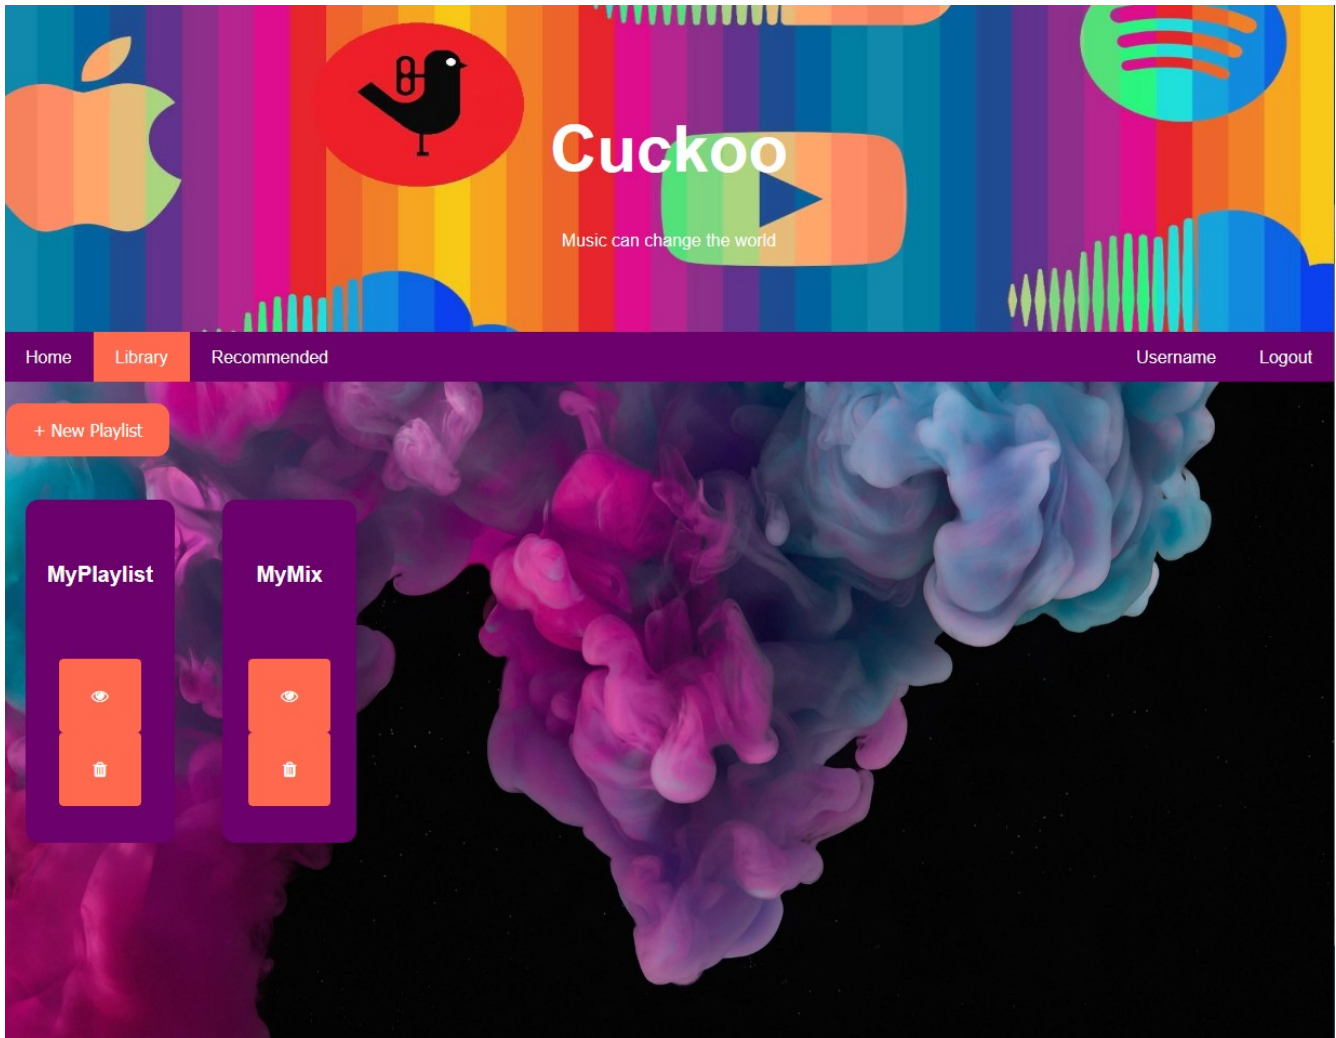 Cuckoo
Music can change the world
Home Library Recommended Username Logout
+ New Playlist
MyPlaylist MyMix